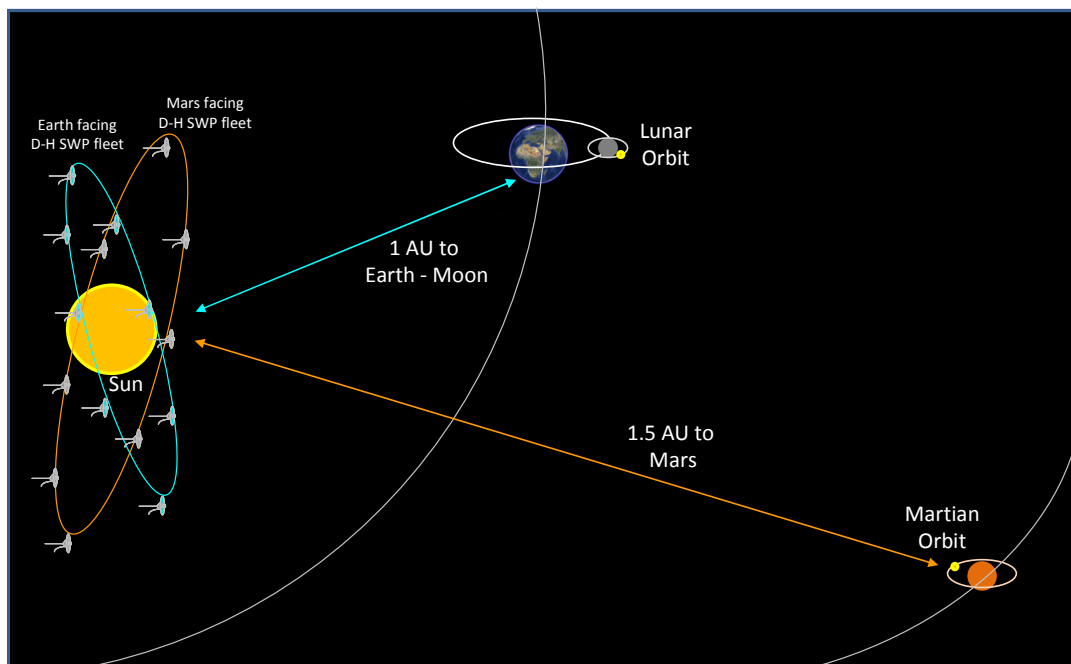 Mars facing
D-H SWP fleet
Earth facing
D-H SWP fleet
Lunar
Orbit
1 AU to
Earth - Moon
Sun
1.5 AU to
Mars
Martian
Orbit